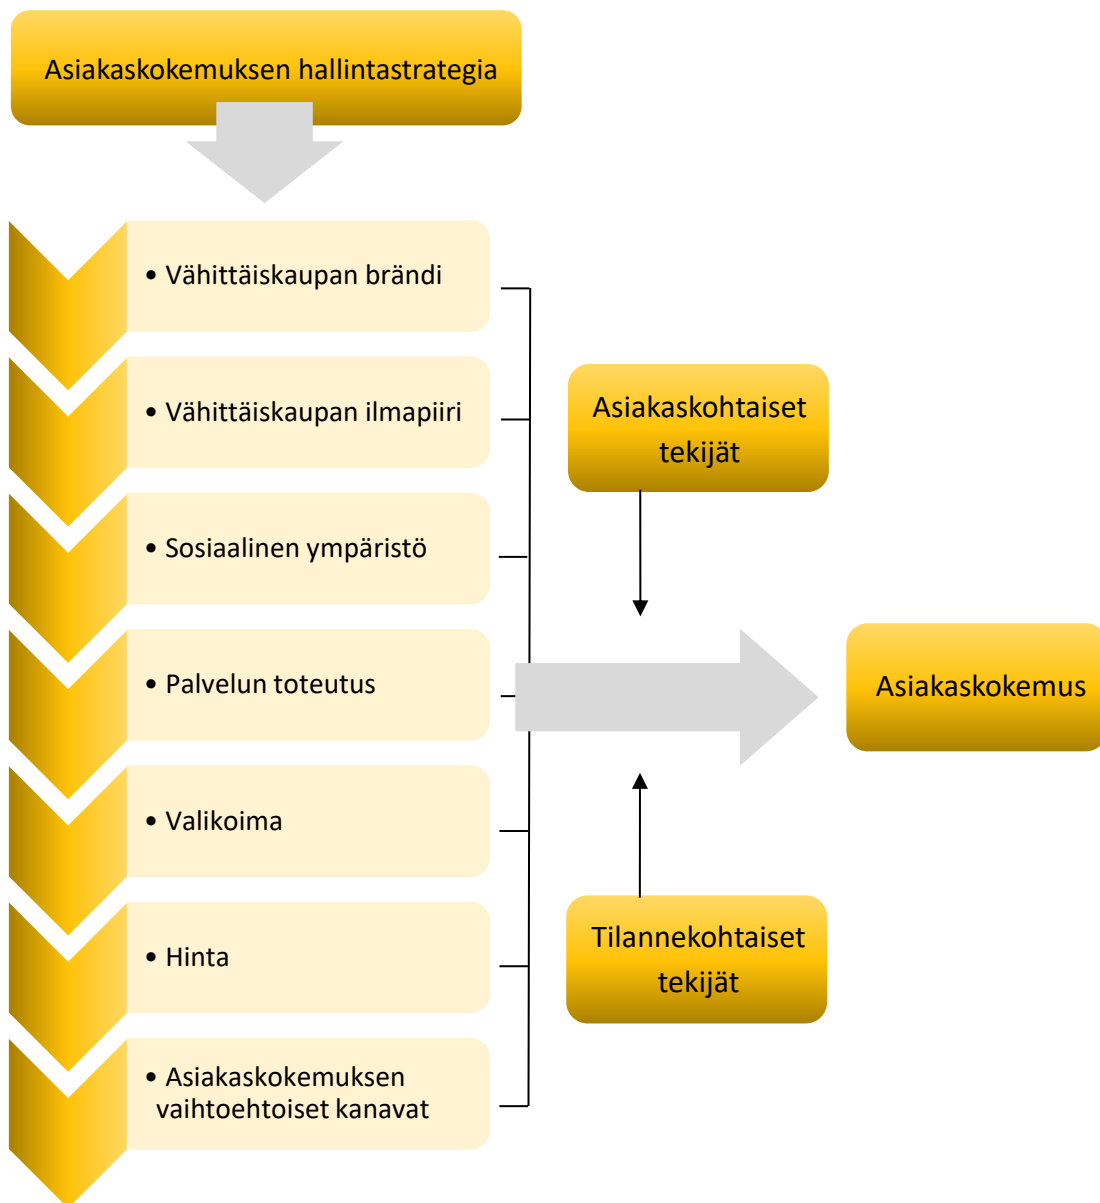 Asiakaskokemuksen hallintastrategia
• Vähittäiskaupan brändi
• Vähittäiskaupan ilmapiiri
• Sosiaalinen ympäristö
• Palvelun toteutus
• Valikoima
• Hinta
• Asiakaskokemuksen
vaihtoehtoiset kanavat
Asiakaskohtaiset
tekijät
Tilannekohtaiset
tekijät
Asiakaskokemus